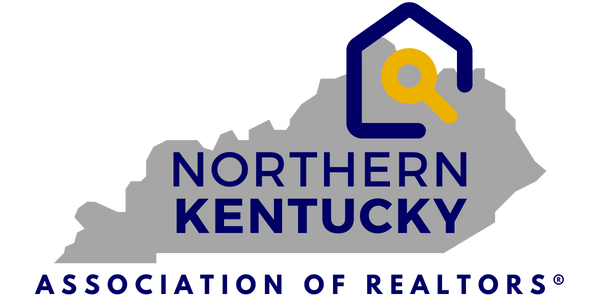 NORTHERN
KENTUCKY
ASSOCIATION OF REALTORS®